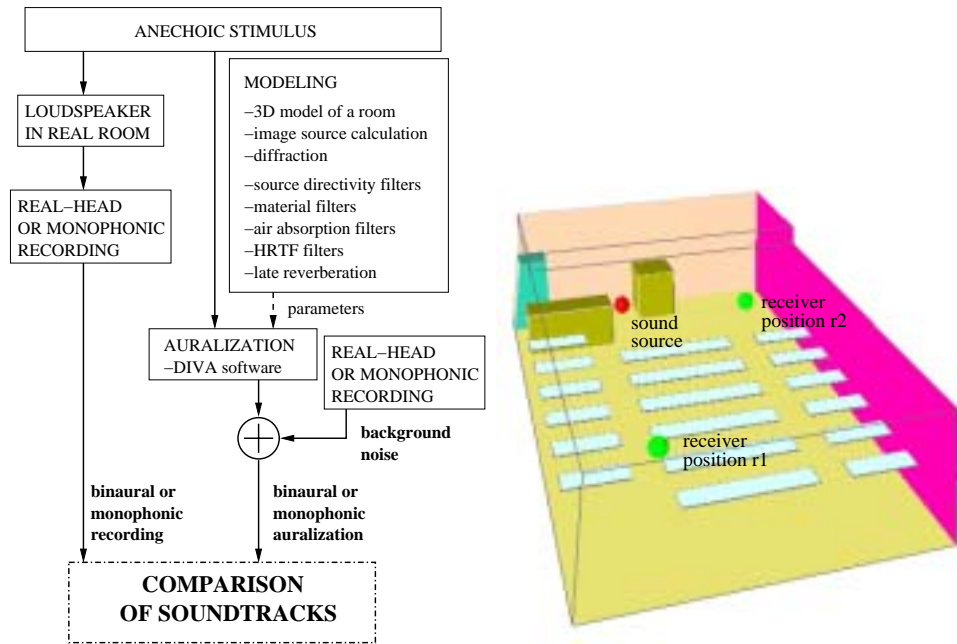 ANECHOIC STIMULUS
LOUDSPEAKER
IN REAL ROOM
REAL–HEAD
OR MONOPHONIC
RECORDING
MODELING
–3D model of a room
–image source calculation
–diffraction
–source directivity filters
–material filters
–air absorption filters
–HRTF filters
–late reverberation
parameters
AURALIZATION
–DIVA software
REAL–HEAD
OR MONOPHONIC
RECORDING
background
noise
binaural or
monophonic
recording
binaural or
monophonic
auralization
COMPARISON
OF SOUNDTRACKS
sound
source
receiver
position r2
receiver
position r1